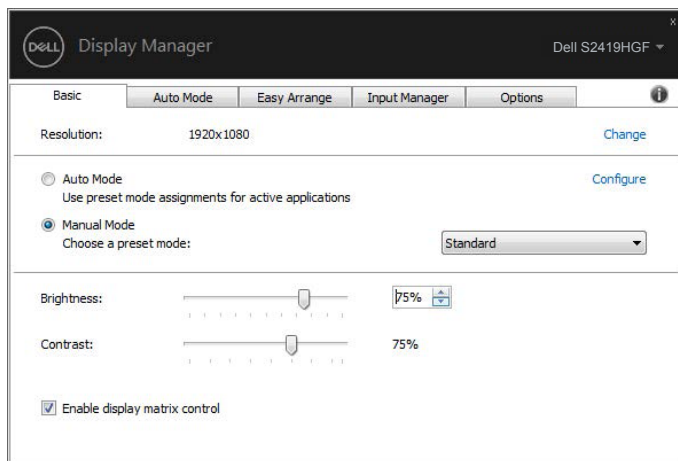 x
DELL Display Manager Dell S2419HGF
Basic Auto Mode Easy Arrange Input Manager Options i
Resolution: 1920x1080 Change
Auto Mode Configure
Use preset mode assignments for active applications
Manual Mode
Choose a preset mode: Standard
Brightness: 75%
Contrast: 75%
Enable display matrix control